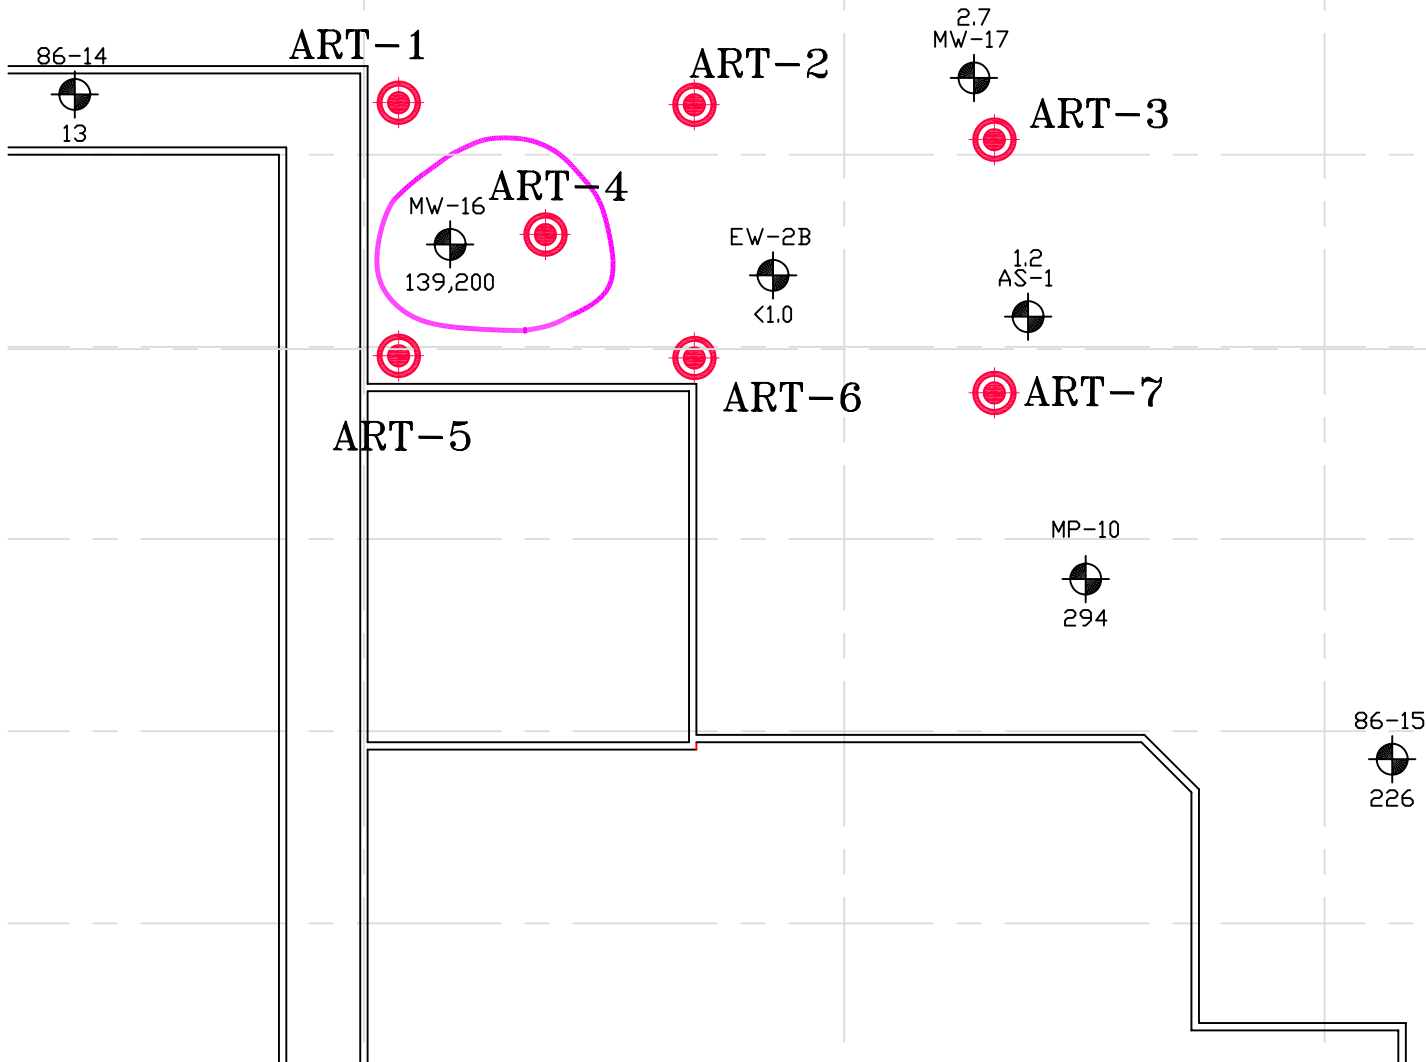 2.7
MW-17
86-14
13
ART-1
ART-2
ART-3
ART-4
MW-16
139,200
EW-2B
<1.0
1.2
AS-1
ART-5
ART-6
ART-7
MP-10
294
86-15
226